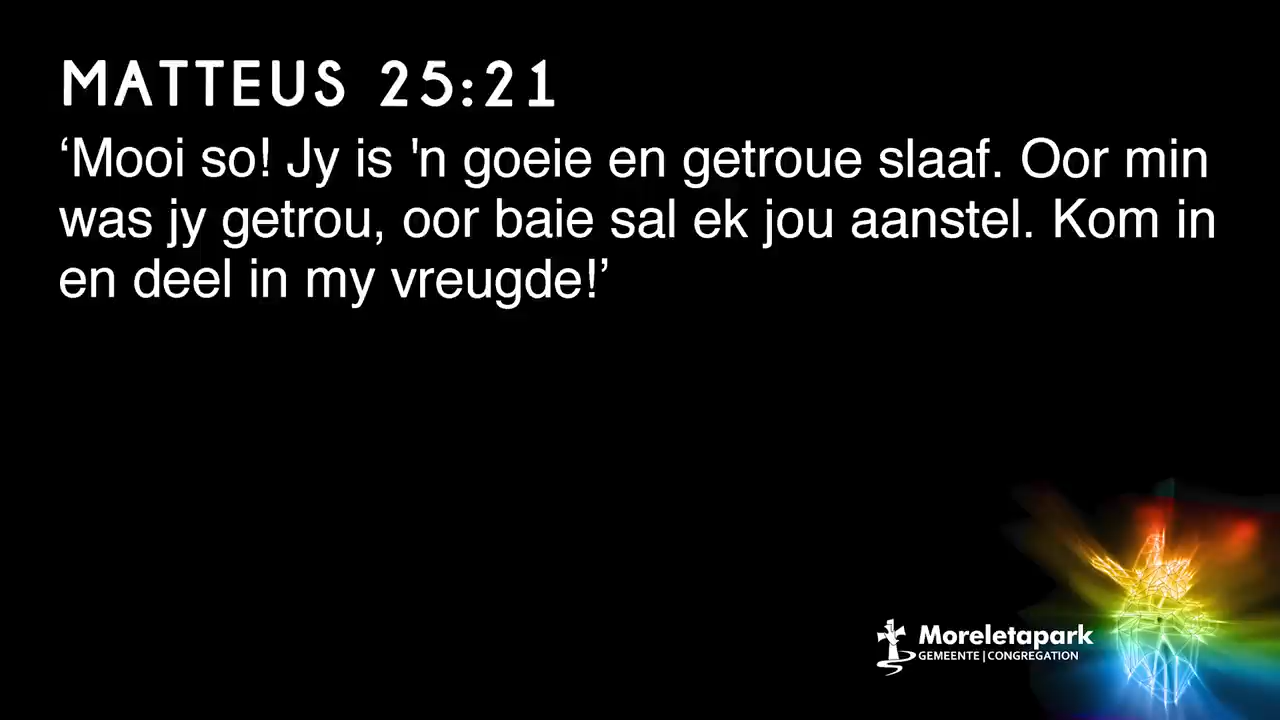 MATTEUS 25:21
‘Mooi so! Jy is 'n goeie en getroue slaaf. Oor min
was jy getrou, oor baie sal ek jou aanstel. Kom in
en deel in my vreugde!’
Moreletapark
GEMEENTE | CONGREGATION